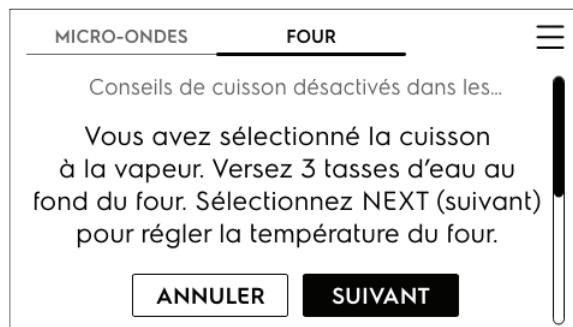 MICRO-ONDES FOUR
Conseils de cuisson désactivés dans les...
Vous avez sélectionné la cuisson
à la vapeur. Versez 3 tasses d'eau au
fond du four. Sélectionnez NEXT (suivant)
pour régler la température du four.
ANNULER SUIVANT